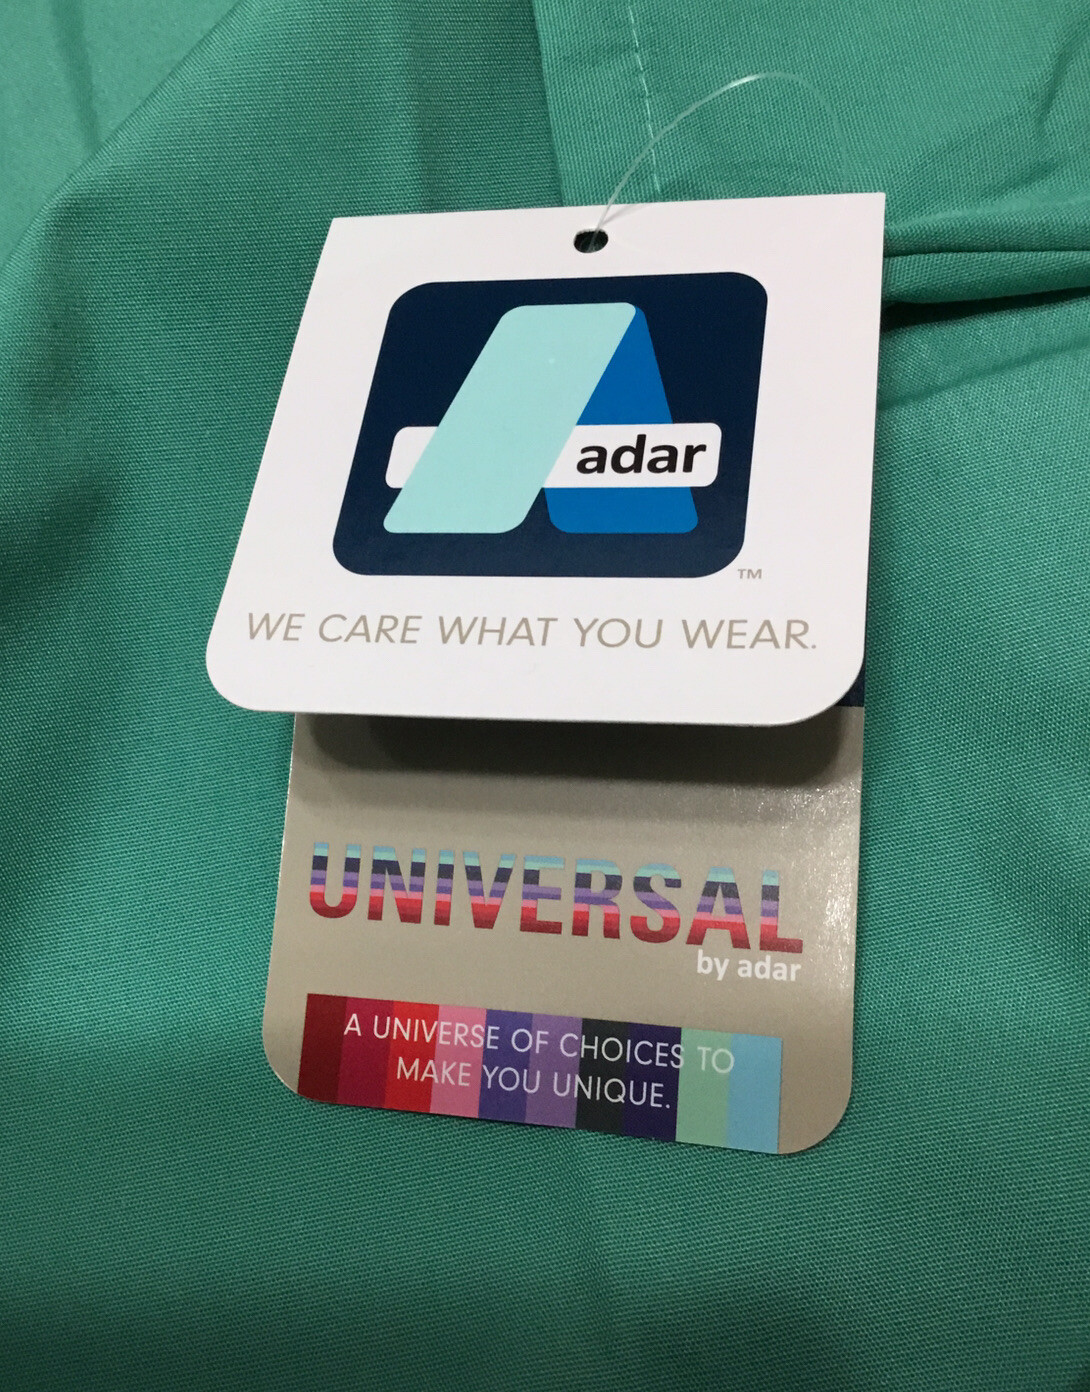 adar
TM
WE CARE WHAT YOU WEAR.
UNIVERSAL
by adar
A UNIVERSE OF CHOICES TO
MAKE YOU UNIQUE.